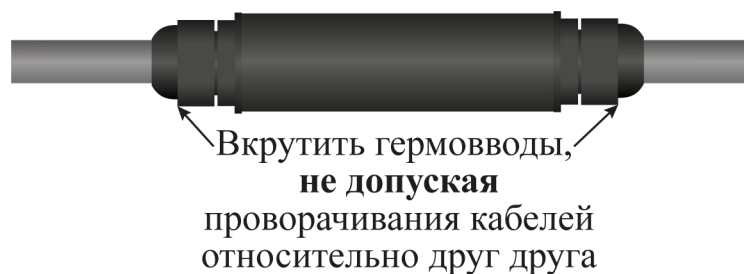 Вкрутить гермовводы,
не допуская
проворачивания кабелей
относительно друг друга